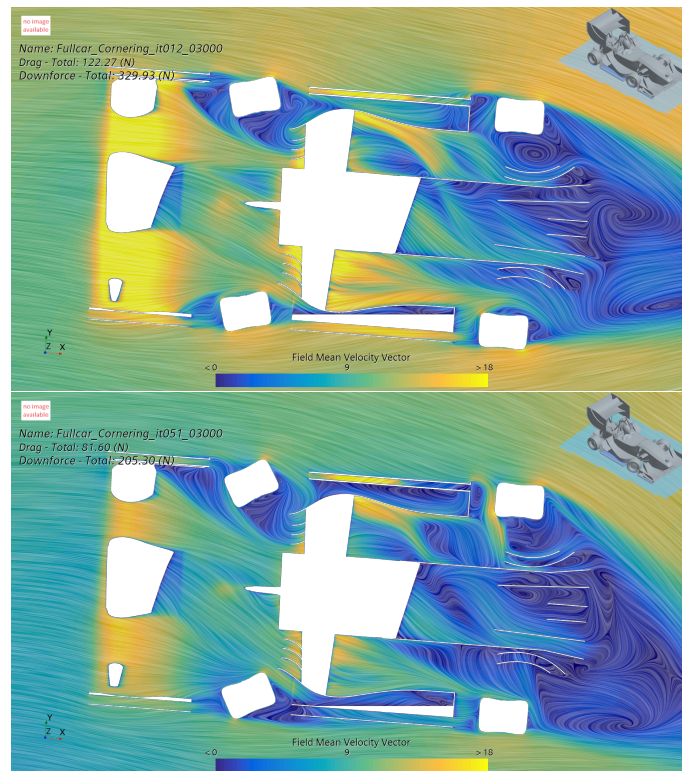 no image
available
Name: Fullcar_Cornering_it012_03000
Drag - Total: 122.27 (N)
Downforce - Total: 329.93 (N)
Y
Z X
Field Mean Velocity Vector
< 0 9 > 18
no image
available
Name: Fullcar_Cornering_it051_03000
Drag - Total: 81.60 (N)
Downforce - Total: 205.30 (N)
Y
Z X
Field Mean Velocity Vector
< 0 9 > 18